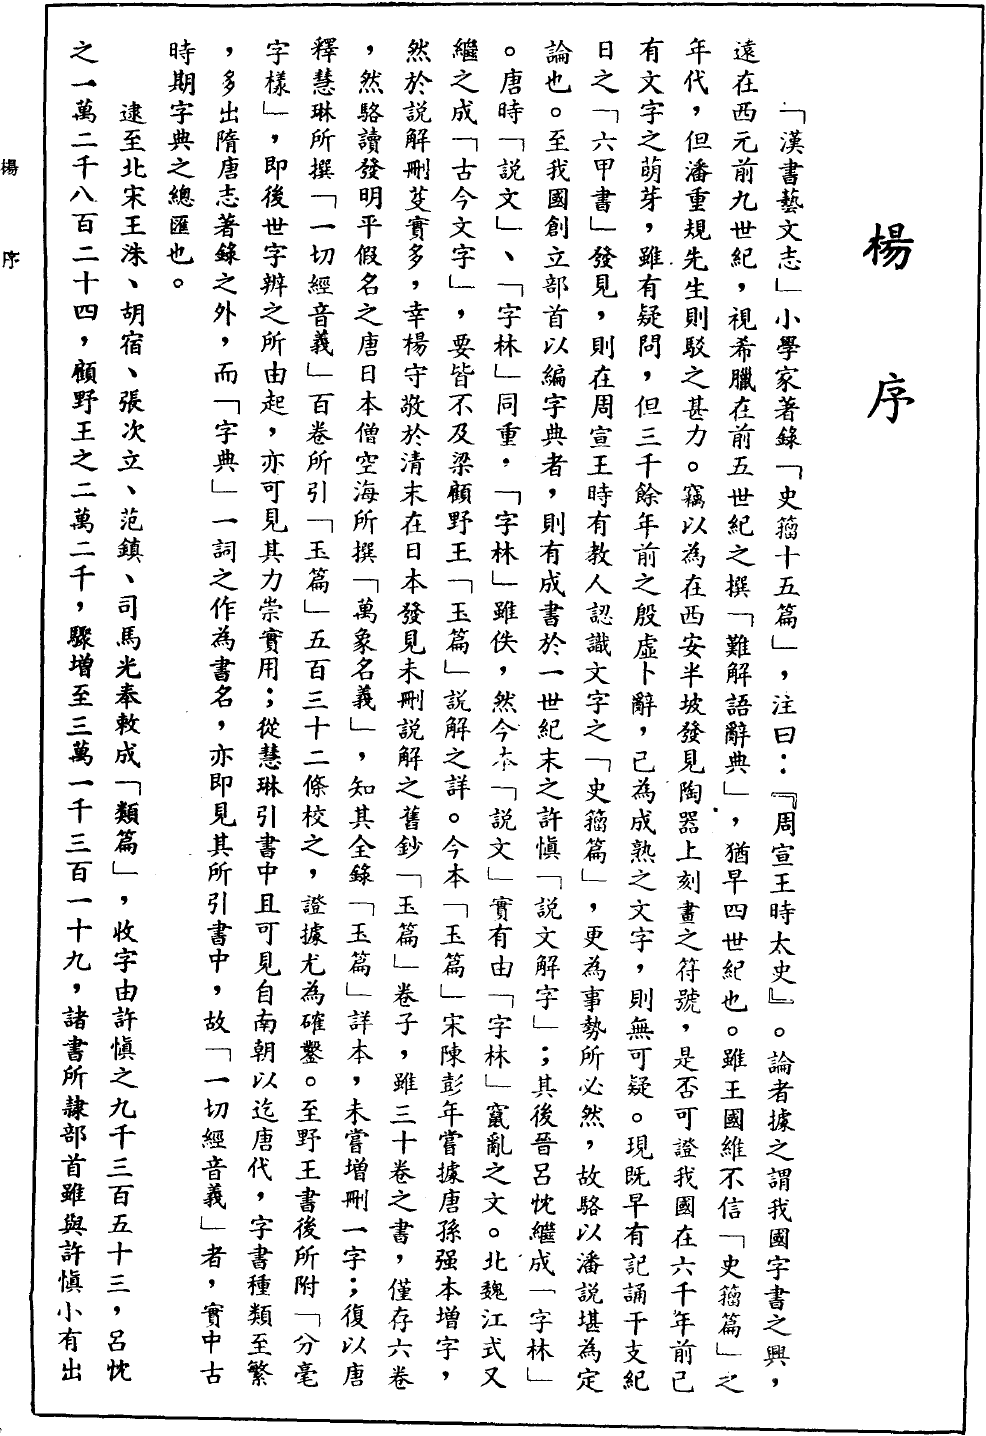 楊序
「漢書藝文志」小學家著錄「史籀十五篇」，注曰：『周宣王時太史』。論者據之謂我國字書之興，
遠在西元前九世紀，視希臘在前五世紀之撰「難解語辭典」，猶早四世紀也。雖王國維不信「史籀篇」之
年代，但潘重規先生則駁之甚力。竊以為在西安半坡發見陶器上刻畫之符號，是否可證我國在六千年前已
有文字之萌芽，雖有疑問，但三千餘年前之殷虛卜辭，已為成熟之文字，則無可疑。現既早有記誦干支紀
日之「六甲書」發見，則在周宣王時有教人認識文字之「史籀篇」，更為事勢所必然，故駱以潘說堪為定
論也。至我國創立部首以編字典者，則有成書於一世紀末之許慎「說文解字」；其後晉呂忱繼成「字林」
。唐時「說文」、「字林」同重，「字林」雖佚，然今本「說文」實有由「字林」竄亂之文。北魏江式又
繼之成「古今文字」，要皆不及梁顧野王「玉篇」說解之詳。今本「玉篇」宋陳彭年嘗據唐孫强本增字，
然於說解刪芟實多，幸楊守敬於清末在日本發見未刪說解之舊鈔「玉篇」卷子，雖三十卷之書，僅存六卷
，然駱讀發明平假名之唐日本僧空海所撰「萬象名義」，知其全錄「玉篇」詳本，未嘗增刪一字；復以唐
釋慧琳所撰「一切經音義」百卷所引「玉篇」五百三十二條校之，證據尤為確鑿。至野王書後所附「分毫
字樣」，即後世字辨之所由起，亦可見其力崇實用；從慧琳引書中且可見自南朝以迄唐代，字書種類至繁
，多出隋唐志著錄之外，而「字典」一詞之作為書名，亦即見其所引書中，故「一切經音義」者，實中古
時期字典之總匯也。
逮至北宋王洙、胡宿、張次立、范鎮、司馬光奉敕成「類篇」，收字由許慎之九千三百五十三，呂忱
之一萬二千八百二十四，顧野王之二萬二千，驟增至三萬一千三百一十九，諸書所隸部首雖與許慎小有出
楊序